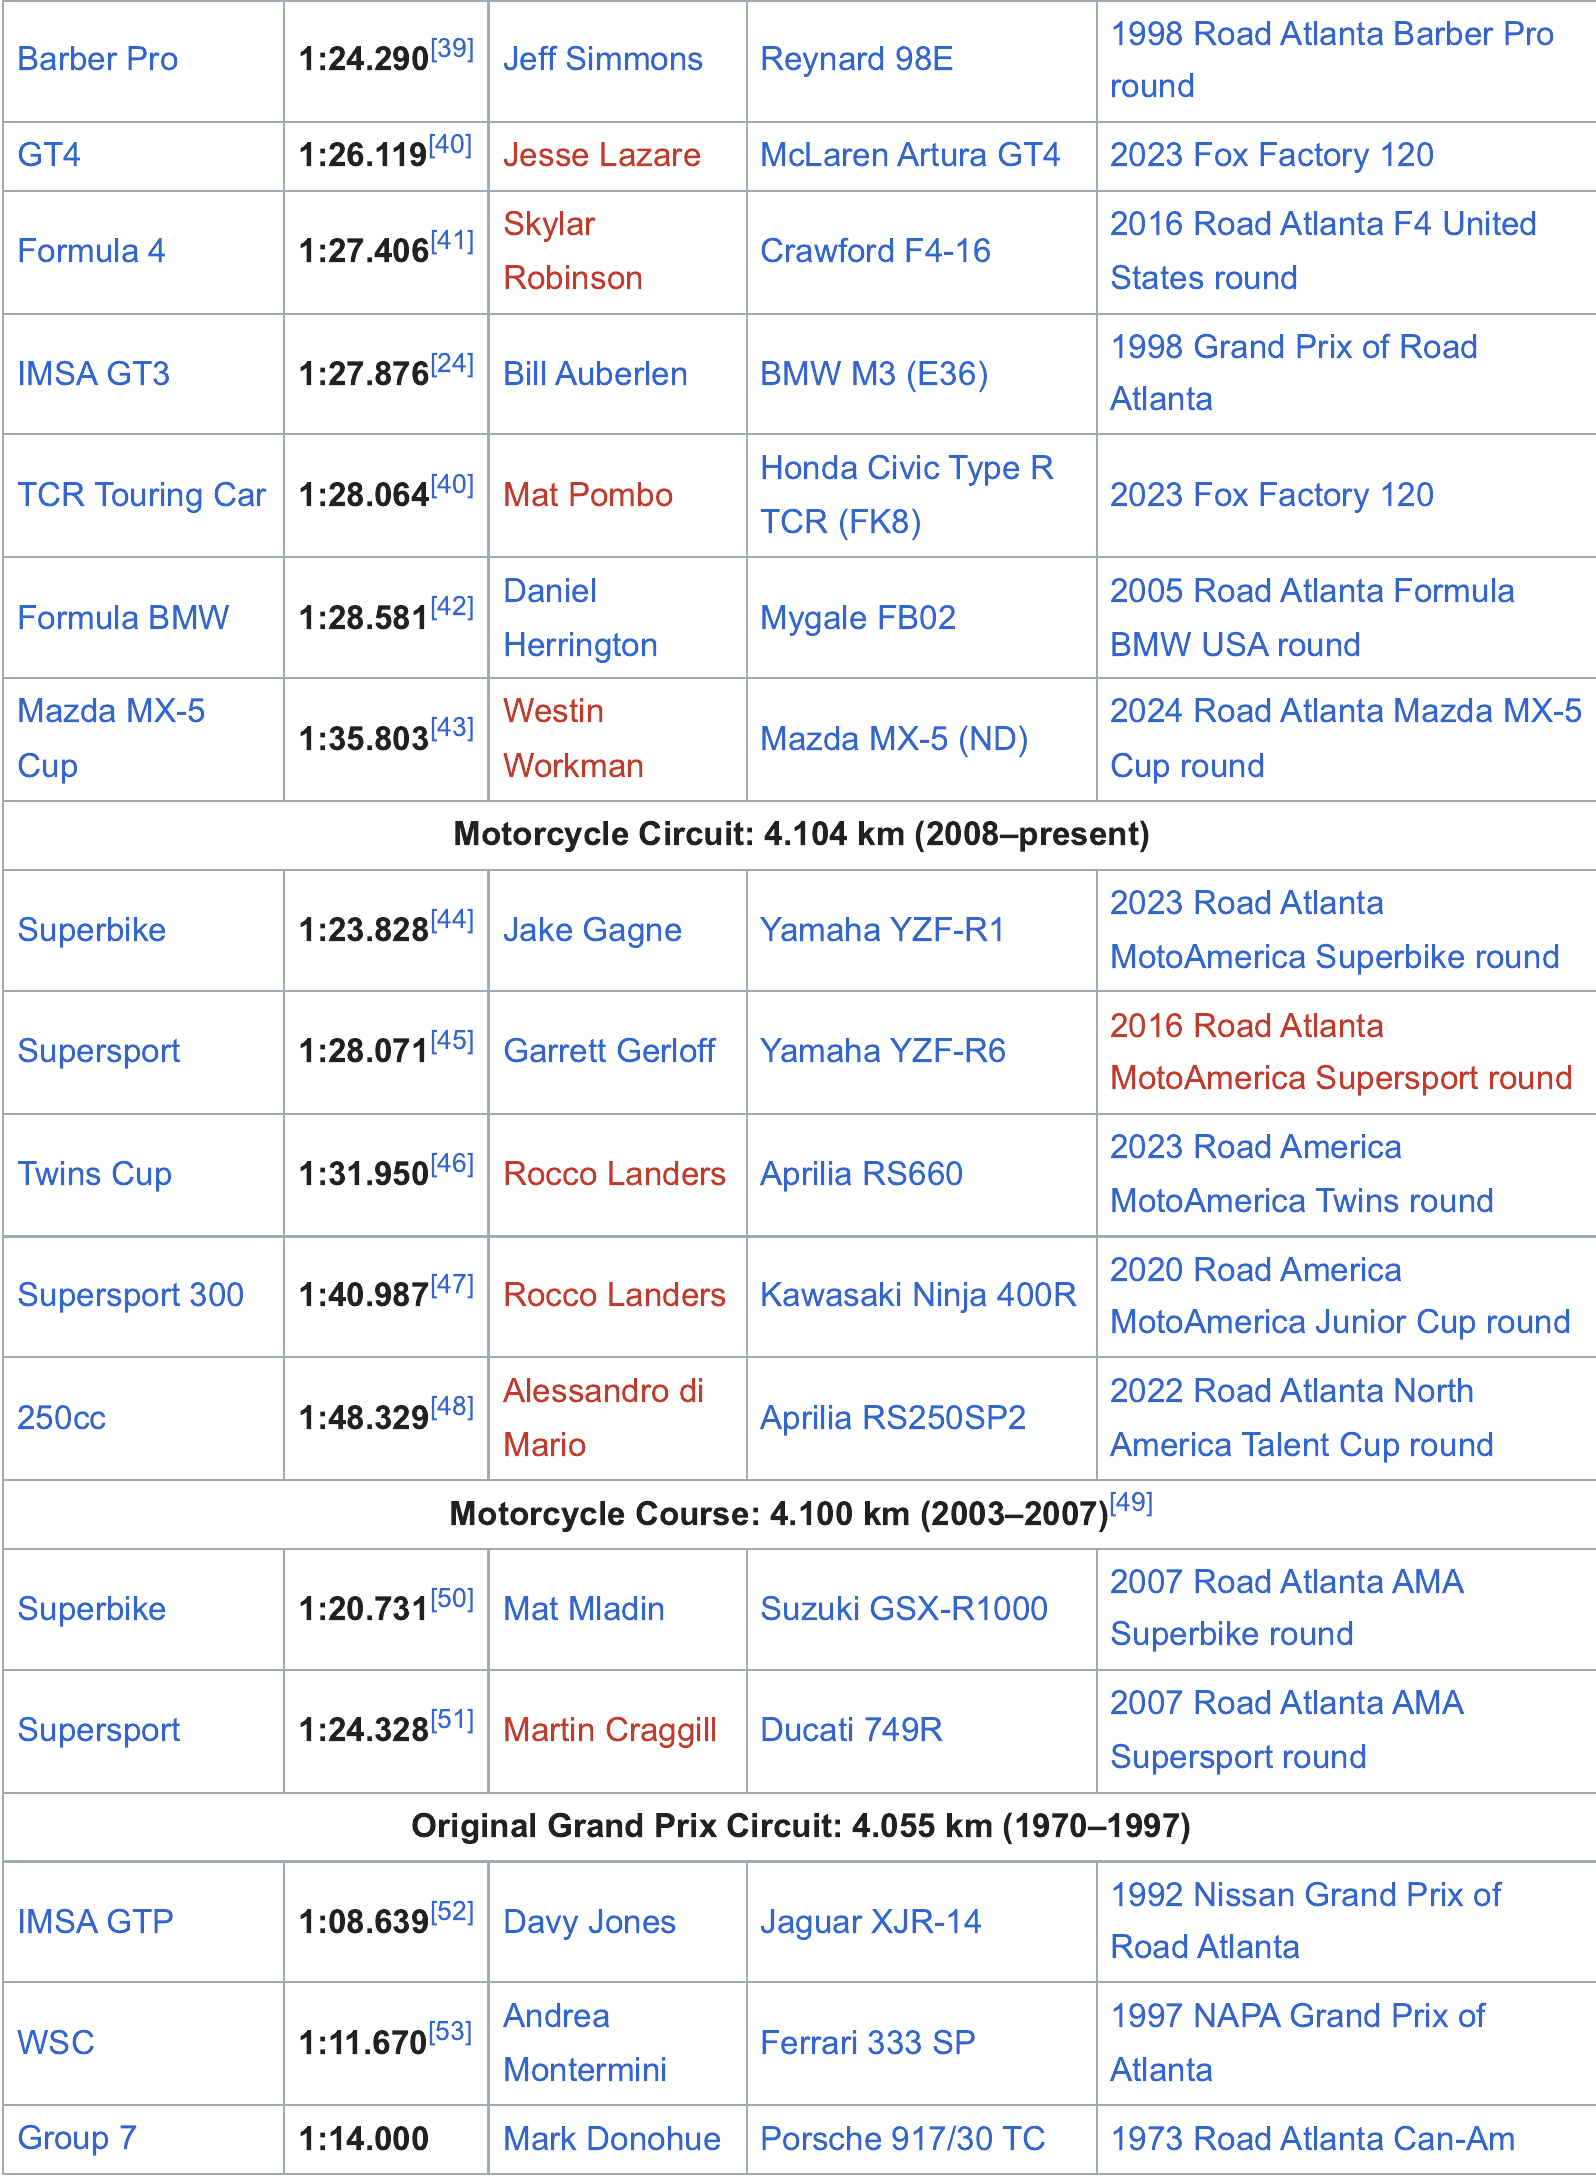 Barber Pro 1:24.290[39] Jeff Simmons Reynard 98E 1998 Road Atlanta Barber Pro
round
GT4 1:26.119[40] Jesse Lazare McLaren Artura GT4 2023 Fox Factory 120
Formula 4 1:27.406[41] Skylar
Robinson Crawford F4-16 2016 Road Atlanta F4 United
States round
IMSA GT3 1:27.876[24] Bill Auberlen BMW M3 (E36) 1998 Grand Prix of Road
Atlanta
TCR Touring Car 1:28.064[40] Mat Pombo Honda Civic Type R
TCR (FK8) 2023 Fox Factory 120
Formula BMW 1:28.581[42] Daniel
Herrington Mygale FB02 2005 Road Atlanta Formula
BMW USA round
Mazda MX-5
Cup 1:35.803[43] Westin
Workman Mazda MX-5 (ND) 2024 Road Atlanta Mazda MX-5
Cup round
Motorcycle Circuit: 4.104 km (2008–present)
Superbike 1:23.828[44] Jake Gagne Yamaha YZF-R1 2023 Road Atlanta
MotoAmerica Superbike round
Supersport 1:28.071[45] Garrett Gerloff Yamaha YZF-R6 2016 Road Atlanta
MotoAmerica Supersport round
Twins Cup 1:31.950[46] Rocco Landers Aprilia RS660 2023 Road America
MotoAmerica Twins round
Supersport 300 1:40.987[47] Rocco Landers Kawasaki Ninja 400R 2020 Road America
MotoAmerica Junior Cup round
250cc 1:48.329[48] Alessandro di
Mario Aprilia RS250SP2 2022 Road Atlanta North
America Talent Cup round
Motorcycle Course: 4.100 km (2003–2007)[49]
Superbike 1:20.731[50] Mat Mladin Suzuki GSX-R1000 2007 Road Atlanta AMA
Superbike round
Supersport 1:24.328[51] Martin Craggill Ducati 749R 2007 Road Atlanta AMA
Supersport round
Original Grand Prix Circuit: 4.055 km (1970–1997)
IMSA GTP 1:08.639[52] Davy Jones Jaguar XJR-14 1992 Nissan Grand Prix of
Road Atlanta
WSC 1:11.670[53] Andrea
Montermini Ferrari 333 SP 1997 NAPA Grand Prix of
Atlanta
Group 7 1:14.000 Mark Donohue Porsche 917/30 TC 1973 Road Atlanta Can-Am